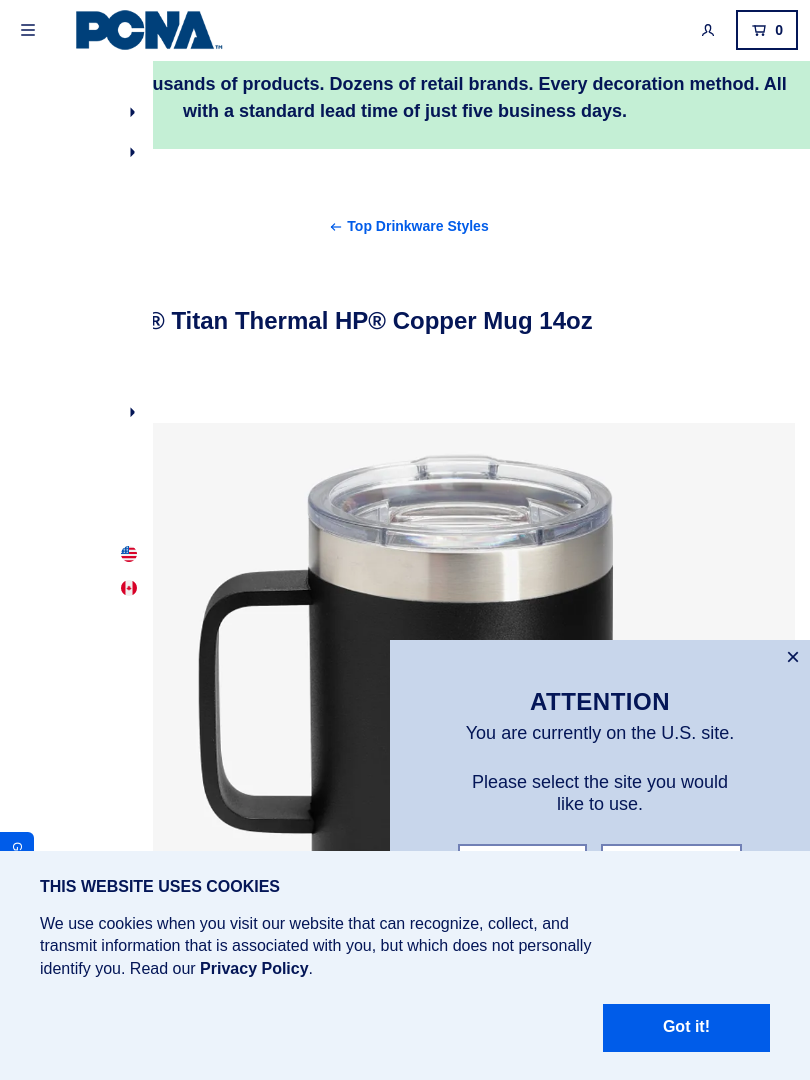 PCNA™
0
usands of products. Dozens of retail brands. Every decoration method. All
with a standard lead time of just five business days.
← Top Drinkware Styles
® Titan Thermal HP® Copper Mug 14oz
ATTENTION
You are currently on the U.S. site.
Please select the site you would
like to use.
G
THIS WEBSITE USES COOKIES
We use cookies when you visit our website that can recognize, collect, and
transmit information that is associated with you, but which does not personally
identify you. Read our Privacy Policy.
Got it!